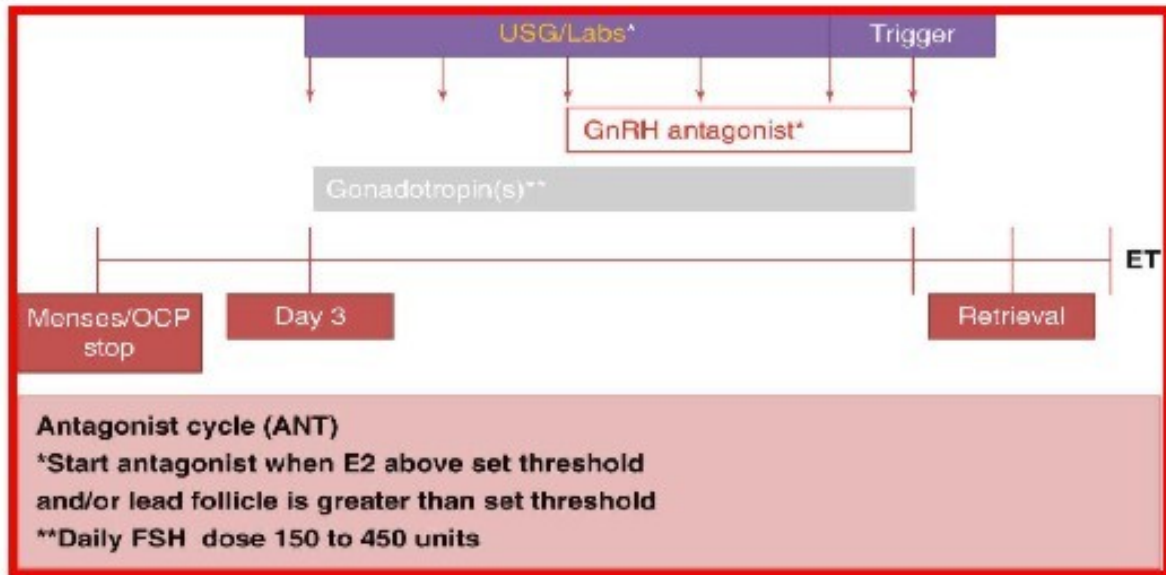 USG/Labs*
Trigger
GnRH antagonist*
Gonadotropin(s)**
ET
Menses/OCP
stop
Day 3
Retrieval
Antagonist cycle (ANT)
*Start antagonist when E2 above set threshold
and/or lead follicle is greater than set threshold
**Daily FSH dose 150 to 450 units